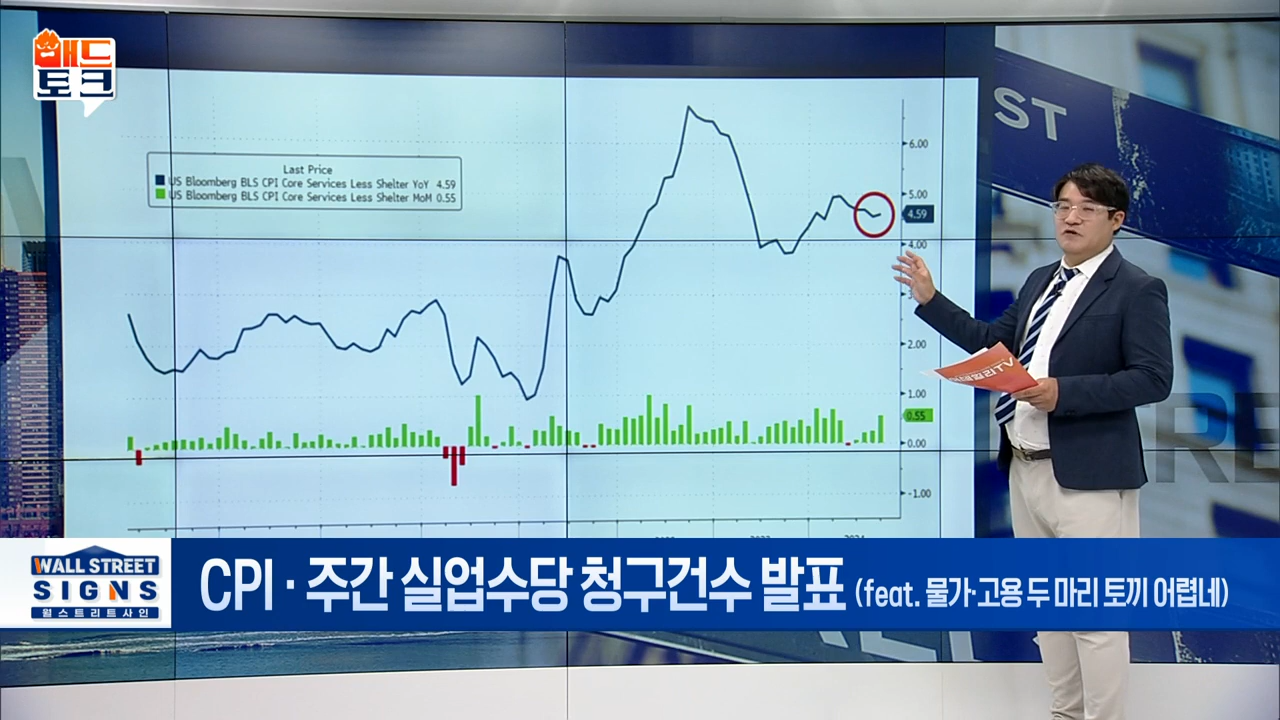 매드
토크
ST
Last Price
US Bloomberg BLS CPI Core Services Less Shelter YoY 4.59
US Bloomberg BLS CPI Core Services Less Shelter MoM 0.55
6.00
5.00
4.59
4.00
2.00
1.00
0.55
0.00
-1.00
WALL STREET
SIGNS
월스트리트사인
CPI · 주간 실업수당 청구건수 발표 (feat. 물가·고용 두 마리 토끼 어렵네)